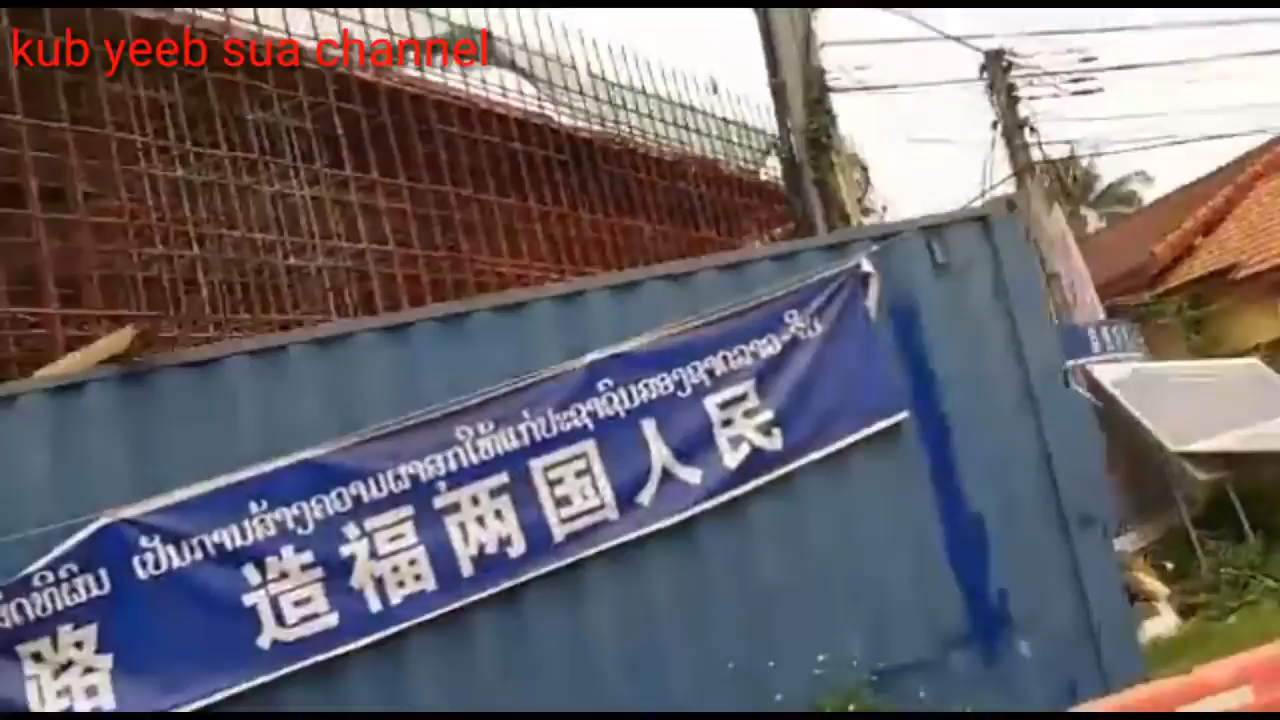 kub yeeb sua channel
ເປັນການສ້າງຄວາມຜາສຸກໃຫ້ແກ່ປະຊາຊົນສອງຊາດລາວ-ຈີນ
路 造福两国人民